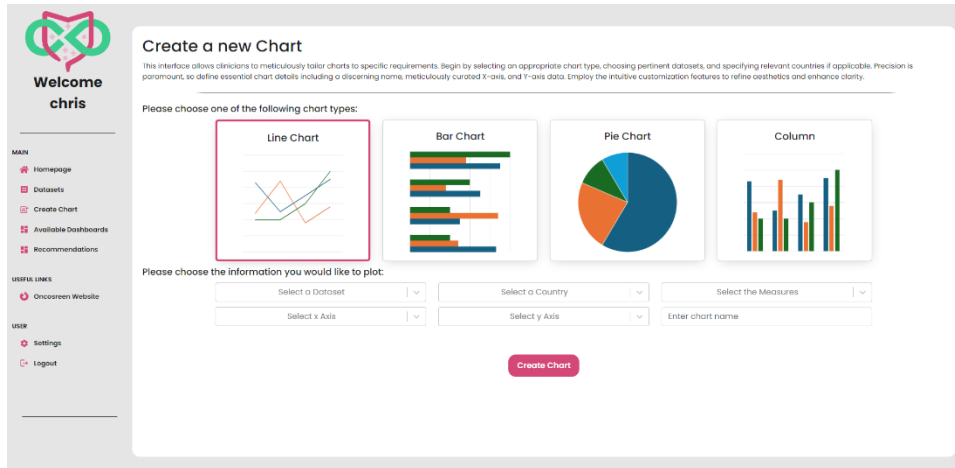 Welcome
chris
MAIN
Homepage
Datasets
Create Chart
Available Dashboards
Recommendations
USEFUL LINKS
Oncosreen Website
USER
Settings
Logout
Create a new Chart
This interface allows clinicians to meticulously tailor charts to specific requirements. Begin by selecting an appropriate chart type, choosing pertinent datasets, and specifying relevant countries if applicable. Precision is
paramount, so define essential chart details including a discerning name, meticulously curated X-axis, and Y-axis data. Employ the intuitive customization features to refine aesthetics and enhance clarity.
Please choose one of the following chart types:
Line Chart
Bar Chart
Pie Chart
Column
Please choose the information you would like to plot:
Select a Dataset
Select a Country
Select the Measures
Select x Axis
Select y Axis
Enter chart name
Create Chart